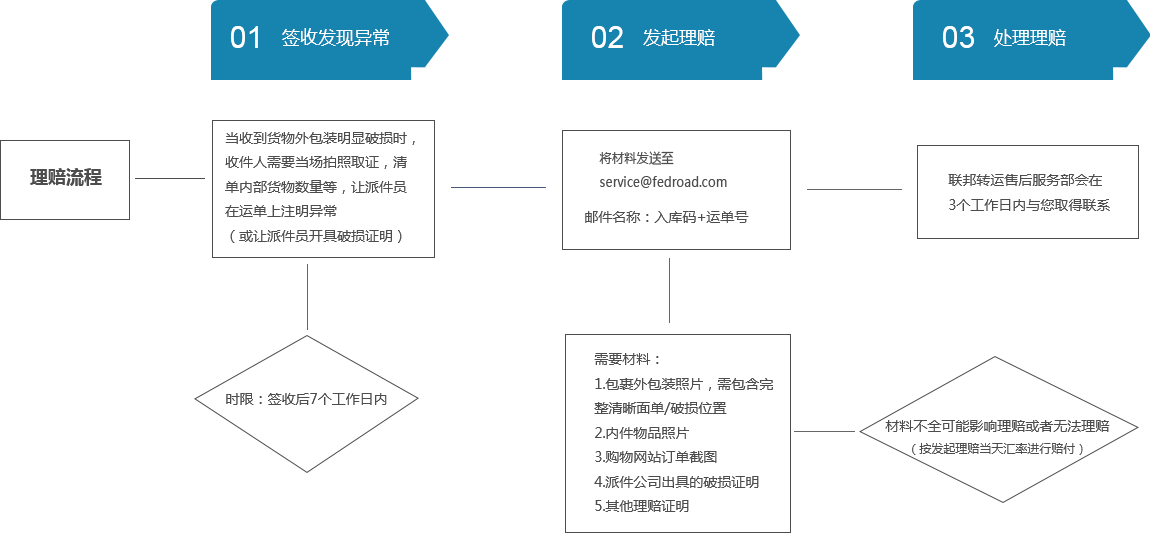 01 签收发现异常
02 发起理赔
03 处理理赔
理赔流程
当收到货物外包装明显破损时，
收件人需要当场拍照取证，清
单内部货物数量等，让派件员
在运单上注明异常
（或让派件员开具破损证明）
将材料发送至
service@fedroad.com
邮件名称：入库码+运单号
联邦转运售后服务部会在
3个工作日内与您取得联系
时限：签收后7个工作日内
需要材料：
1.包裹外包装照片，需包含完
整清晰面单/破损位置
2.内件物品照片
3.购物网站订单截图
4.派件公司出具的破损证明
5.其他理赔证明
材料不全可能影响理赔或者无法理赔
（按发起理赔当天汇率进行赔付）